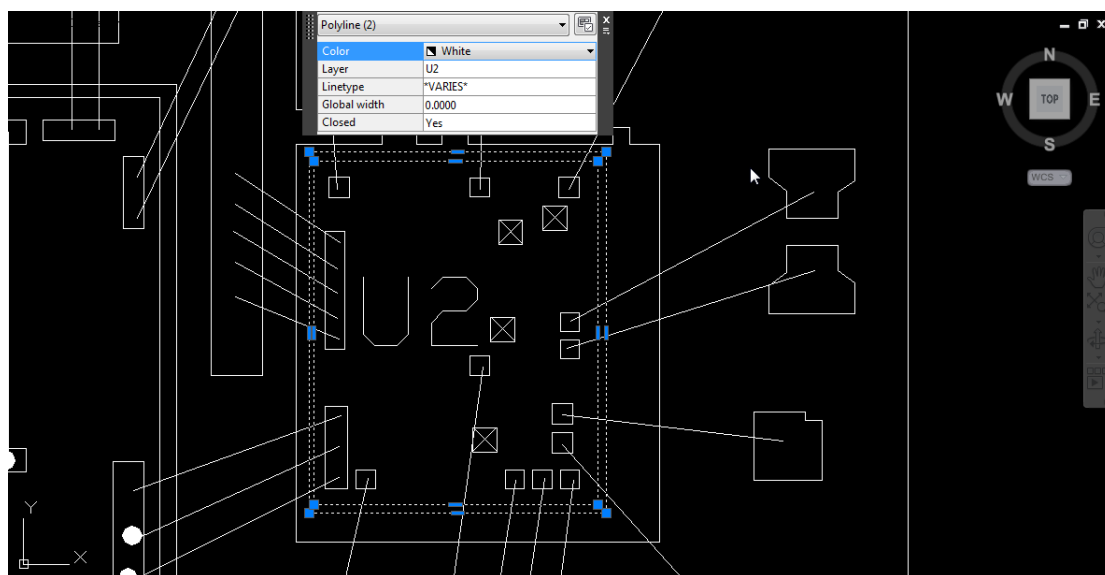 Polyline (2)
Color White
Layer U2
Linetype *VARIES*
Global width 0.0000
Closed Yes
N
W TOP E
S
WCS
U2
Y
X